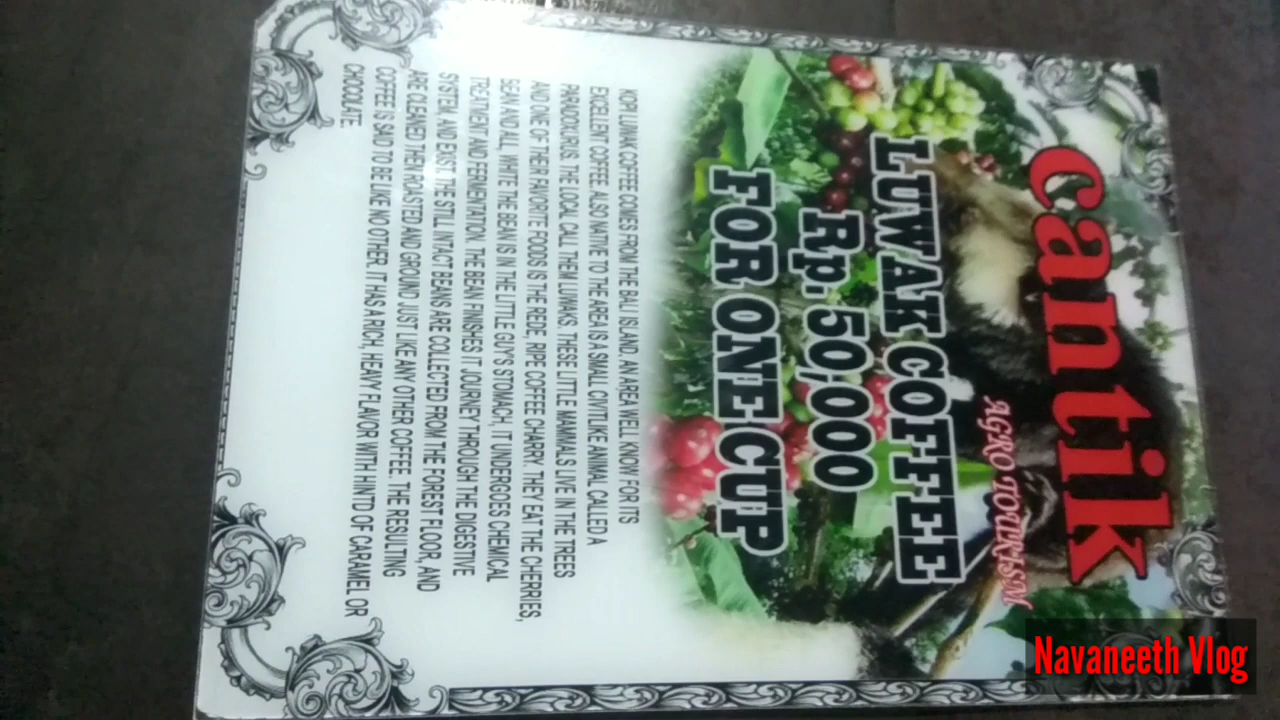 cantik
AGRO TOURISN
LUWAK COFFEE
Rp. 50,000
FOR ONE CUP
KOPI LUWAK COFFEE COMES FROM THE BALI ISLAND, AN AREA WELL KNOW FOR ITS
EXCELLENT COFFEE. ALSO NATIVE TO THE AREA IS A SMALL CIVITLIKE ANIMAL CALLED A
PARADOXURUS. THE LOCAL CALL THEM LUWAKS. THESE LITTLE MAMMALS LIVE IN THE TREES
AND ONE OF THEIR FAVORITE FOODS IS THE REDE, RIPE COFFEE CHARRY. THEY EAT THE CHERRIES,
BEAN AND ALL, WHITE THE BEAN IS IN THE LITTLE GUY'S STOMACH, IT UNDERGOES CHEMICAL
TREATMENT AND FERMENTATION. THE BEAN FINISHES IT JOURNEY THROUGH THE DIGESTIVE
SYSTEM, AND EXIST. THE STILL INTACT BEANS ARE COLLECTED FROM THE FOREST FLOOR, AND
ARE CLEANED THEN ROASTED AND GROUND JUST LIKE ANY OTHER COFFEE. THE RESULTING
COFFEE IS SAID TO BE LIKE NO OTHER. IT HAS A RICH, HEAVY FLAVOR WITH HINTD OF CARAMEL OR
CHOCOLATE.
Navaneeth Vlog